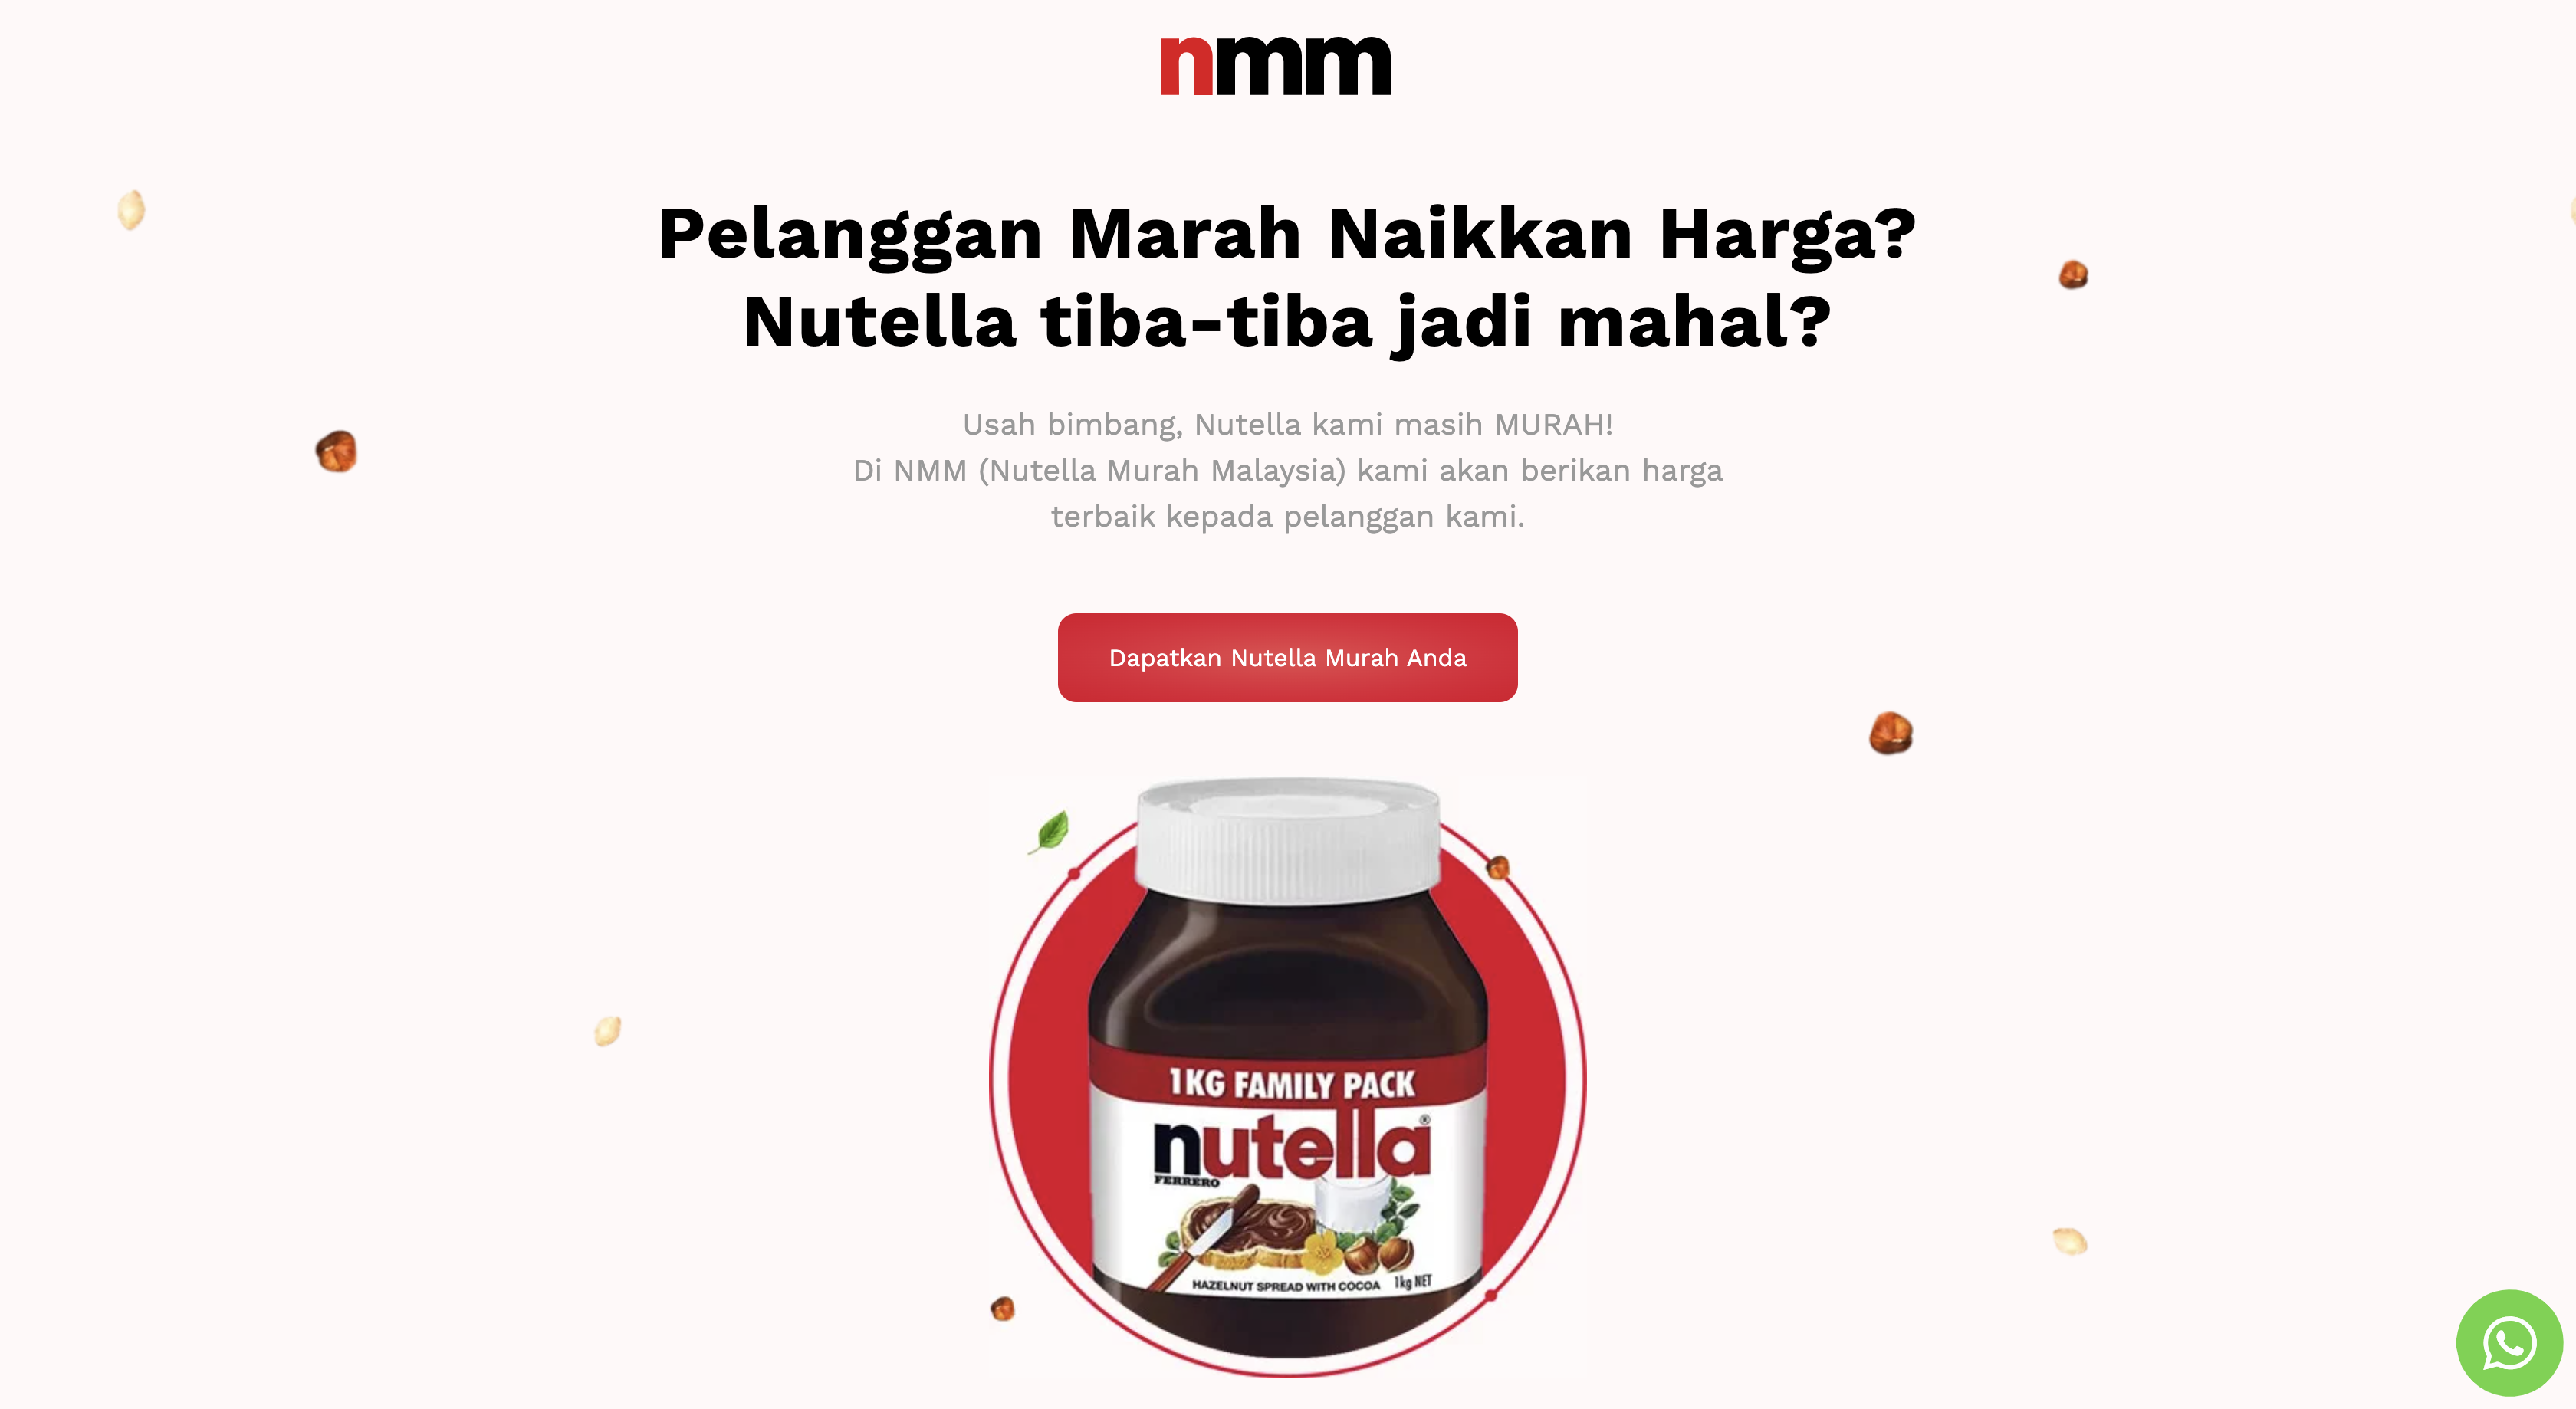 nmm
Pelanggan Marah Naikkan Harga?
Nutella tiba-tiba jadi mahal?
Usah bimbang, Nutella kami masih MURAH!
Di NMM (Nutella Murah Malaysia) kami akan berikan harga
terbaik kepada pelanggan kami.
Dapatkan Nutella Murah Anda
1KG FAMILY PACK
nutella®
FERRERO
HAZELNUT SPREAD WITH COCOA 1kg NET